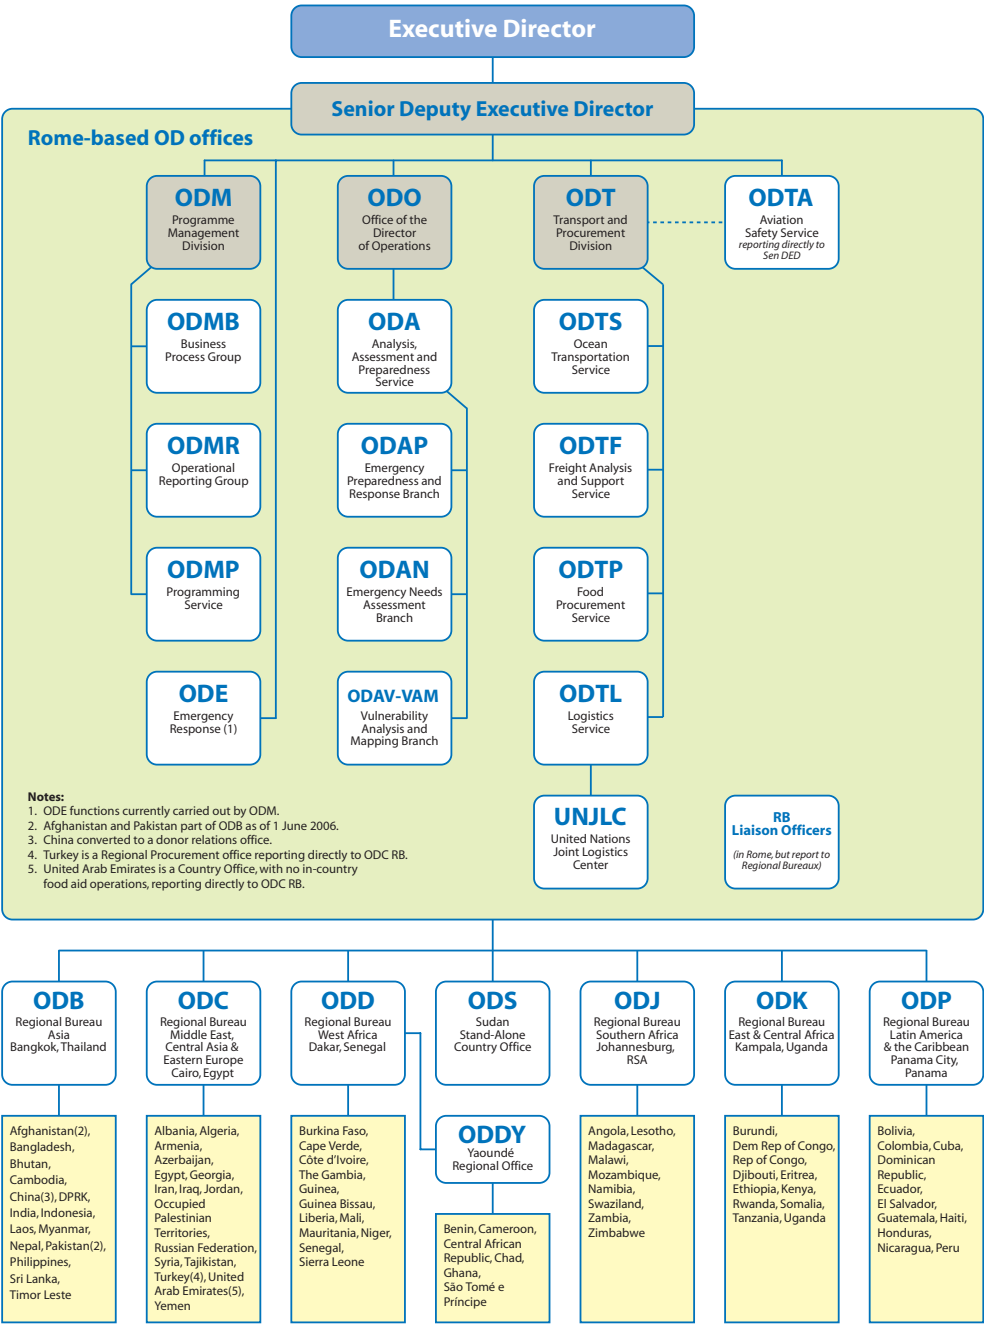 Executive Director
Senior Deputy Executive Director
Rome-based OD offices
ODM
Programme
Management
Division
ODO
Office of the
Director
of Operations
ODT
Transport and
Procurement
Division
ODTA
Aviation
Safety Service
reporting directly to
Sen DED
ODMB
Business
Process Group
ODA
Analysis,
Assessment and
Preparedness
Service
ODTS
Ocean
Transportation
Service
ODMR
Operational
Reporting Group
ODAP
Emergency
Preparedness and
Response Branch
ODTF
Freight Analysis
and Support
Service
ODMP
Programming
Service
ODAN
Emergency Needs
Assessment
Branch
ODTP
Food
Procurement
Service
ODE
Emergency
Response (1)
ODAV-VAM
Vulnerability
Analysis and
Mapping Branch
ODTL
Logistics
Service
UNJLC
United Nations
Joint Logistics
Center
RB
Liaison Officers
(in Rome, but report to
Regional Bureaux)
Notes:
1. ODE functions currently carried out by ODM.
2. Afghanistan and Pakistan part of ODB as of 1 June 2006.
3. China converted to a donor relations office.
4. Turkey is a Regional Procurement office reporting directly to ODC RB.
5. United Arab Emirates is a Country Office, with no in-country
food aid operations, reporting directly to ODC RB.
ODB
Regional Bureau
Asia
Bangkok, Thailand
ODC
Regional Bureau
Middle East,
Central Asia &
Eastern Europe
Cairo, Egypt
ODD
Regional Bureau
West Africa
Dakar, Senegal
ODS
Sudan
Stand-Alone
Country Office
ODJ
Regional Bureau
Southern Africa
Johannesburg,
RSA
ODK
Regional Bureau
East & Central Africa
Kampala, Uganda
ODP
Regional Bureau
Latin America
& the Caribbean
Panama City,
Panama
Afghanistan(2),
Bangladesh,
Bhutan,
Cambodia,
China(3), DPRK,
India, Indonesia,
Laos, Myanmar,
Nepal, Pakistan(2),
Philippines,
Sri Lanka,
Timor Leste
Albania, Algeria,
Armenia,
Azerbaijan,
Egypt, Georgia,
Iran, Iraq, Jordan,
Occupied
Palestinian
Territories,
Russian Federation,
Syria, Tajikistan,
Turkey(4), United
Arab Emirates(5),
Yemen
Burkina Faso,
Cape Verde,
Côte d'Ivoire,
The Gambia,
Guinea,
Guinea Bissau,
Liberia, Mali,
Mauritania, Niger,
Senegal,
Sierra Leone
ODDY
Yaoundé
Regional Office
Benin, Cameroon,
Central African
Republic, Chad,
Ghana,
São Tomé e
Príncipe
Angola, Lesotho,
Madagascar,
Malawi,
Mozambique,
Namibia,
Swaziland,
Zambia,
Zimbabwe
Burundi,
Dem Rep of Congo,
Rep of Congo,
Djibouti, Eritrea,
Ethiopia, Kenya,
Rwanda, Somalia,
Tanzania, Uganda
Bolivia,
Colombia, Cuba,
Dominican
Republic,
Ecuador,
El Salvador,
Guatemala, Haiti,
Honduras,
Nicaragua, Peru